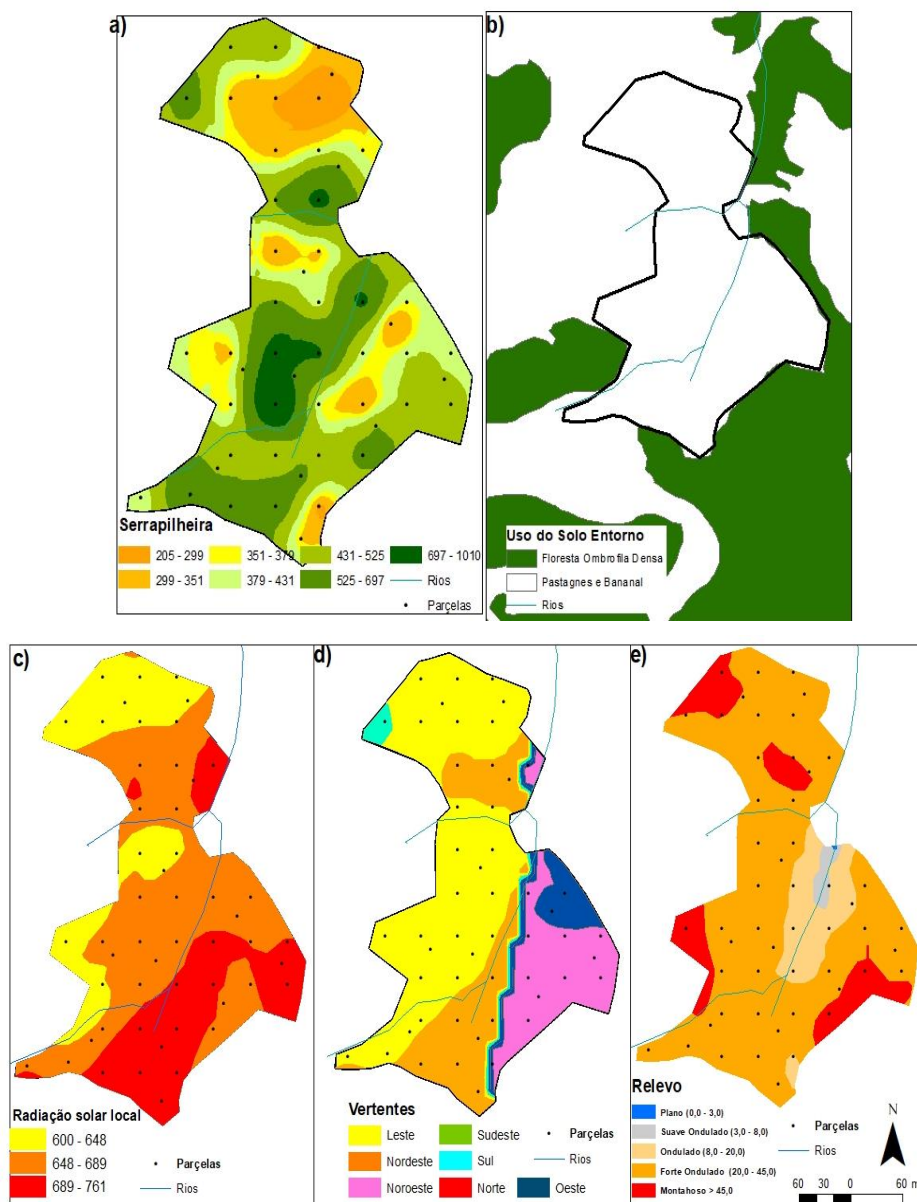 a)
Serrapilheira
205 - 299
351 - 379
431 - 525
697 - 1010
299 - 351
379 - 431
525 - 697
Rios
Parçelas
b)
Uso do Solo Entorno
Floresta Ombrofila Densa
Pastagnes e Bananal
Rios
c)
Radiação solar local
600 - 648
648 - 689
689 - 761
Parçelas
Rios
d)
Vertentes
Leste
Sudeste
Parçelas
Nordeste
Sul
Rios
Noroeste
Norte
Oeste
e)
Relevo
Plano (0,0 - 3,0)
Suave Ondulado (3,0 - 8,0)
Ondulado (8,0 - 20,0)
Forte Ondulado (20,0 - 45,0)
Montahoso > 45,0
Parçelas
Rios
N
60 30 0 60 m